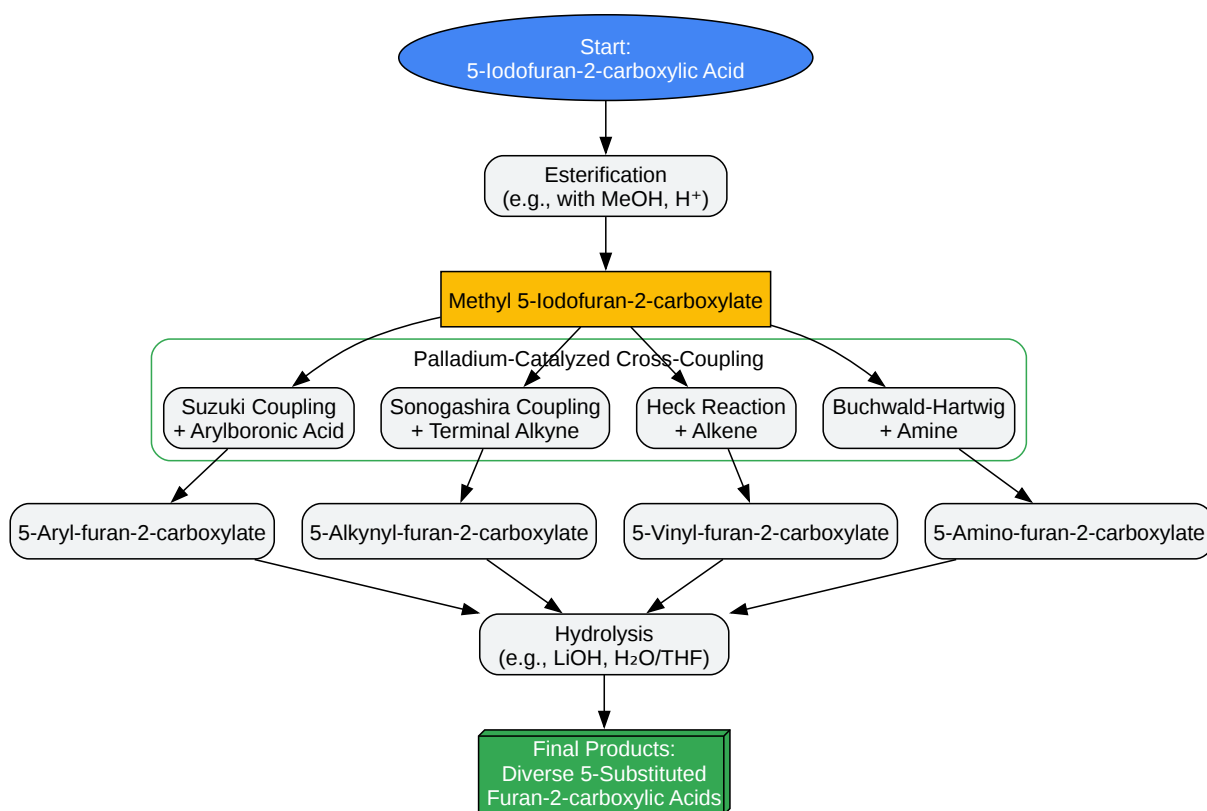 Start:
5-Iodofuran-2-carboxylic Acid
Esterification
(e.g., with MeOH, H⁺)
Methyl 5-Iodofuran-2-carboxylate
Palladium-Catalyzed Cross-Coupling
Suzuki Coupling
+ Arylboronic Acid
Sonogashira Coupling
+ Terminal Alkyne
Heck Reaction
+ Alkene
Buchwald-Hartwig
+ Amine
5-Aryl-furan-2-carboxylate
5-Alkynyl-furan-2-carboxylate
5-Vinyl-furan-2-carboxylate
5-Amino-furan-2-carboxylate
Hydrolysis
(e.g., LiOH, H₂O/THF)
Final Products:
Diverse 5-Substituted
Furan-2-carboxylic Acids